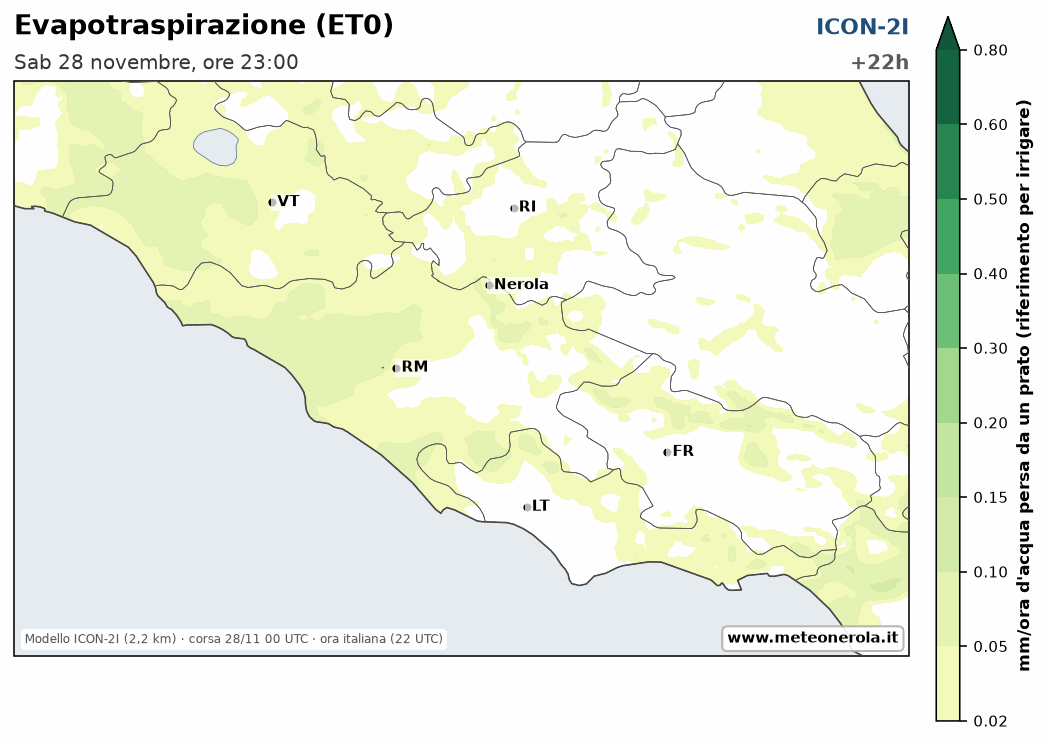 Evapotraspirazione (ET0)
ICON-2I
Sab 28 novembre, ore 23:00
+22h
0.80
0.60
0.50
0.40
0.30
0.20
0.15
0.10
0.05
0.02
mm/ora d'acqua persa da un prato (riferimento per irrigare)
VT
RI
Nerola
RM
FR
LT
Modello ICON-2I (2,2 km) · corsa 28/11 00 UTC · ora italiana (22 UTC)
www.meteonerola.it